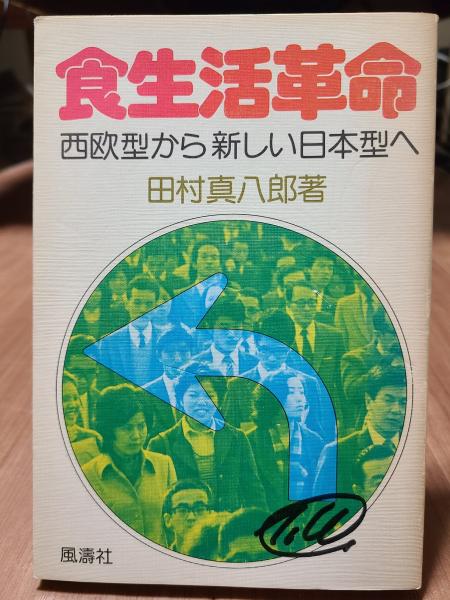 食生活革命
西欧型から新しい日本型へ
田村真八郎著
風濤社